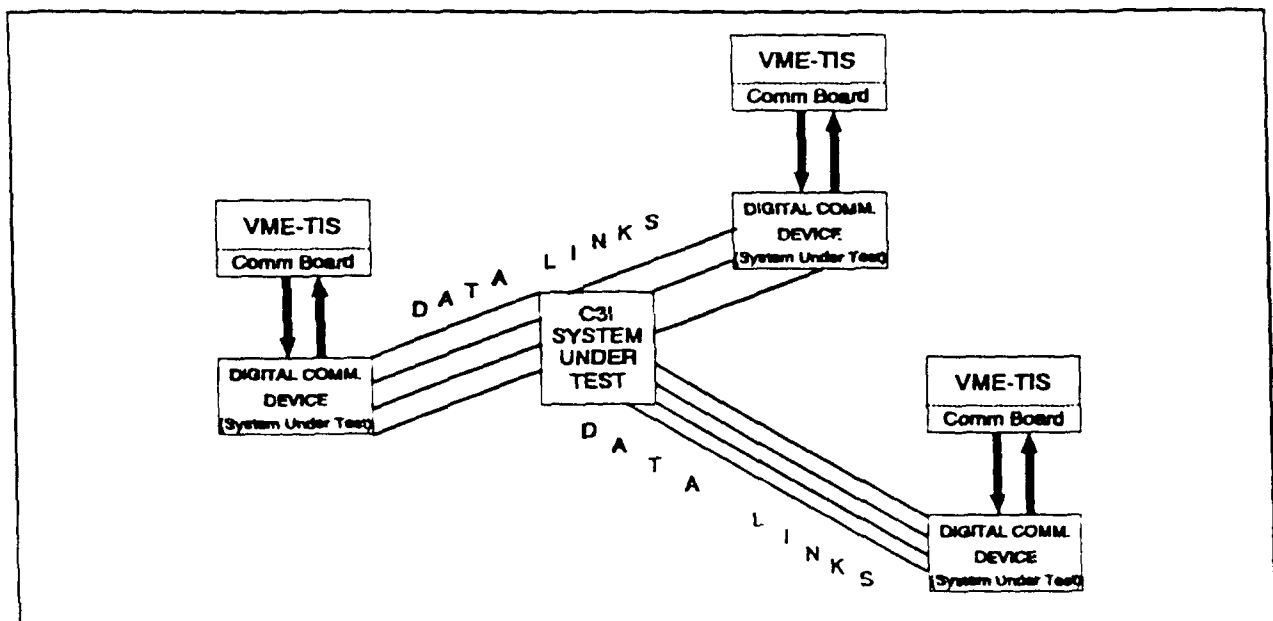 VME-TIS
Comm Board
DIGITAL COMM.
DEVICE
(System Under Test)
VME-TIS
Comm Board
DIGITAL COMM.
DEVICE
(System Under Test)
DATA LINKS
C3I
SYSTEM
UNDER
TEST
DATA LINKS
VME-TIS
Comm Board
DIGITAL COMM.
DEVICE
(System Under Test)